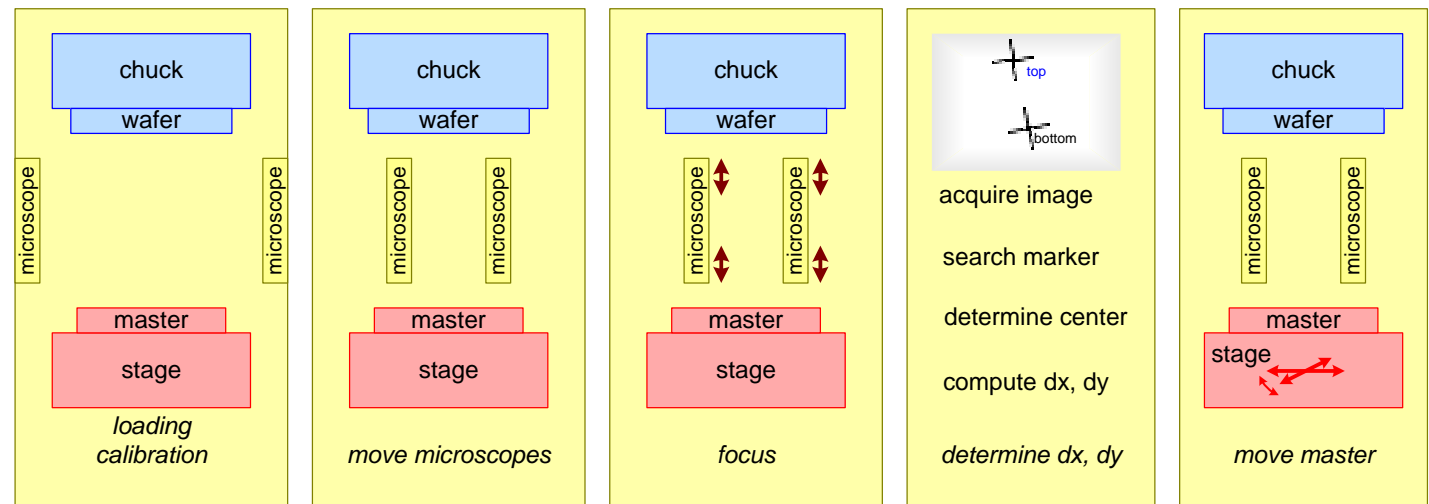 chuck
wafer
microscope
microscope
master
stage
loading
calibration
chuck
wafer
microscope
microscope
master
stage
move microscopes
chuck
wafer
microscope
microscope
master
stage
focus
top
bottom
acquire image
search marker
determine center
compute dx, dy
determine dx, dy
chuck
wafer
microscope
microscope
master
stage
move master